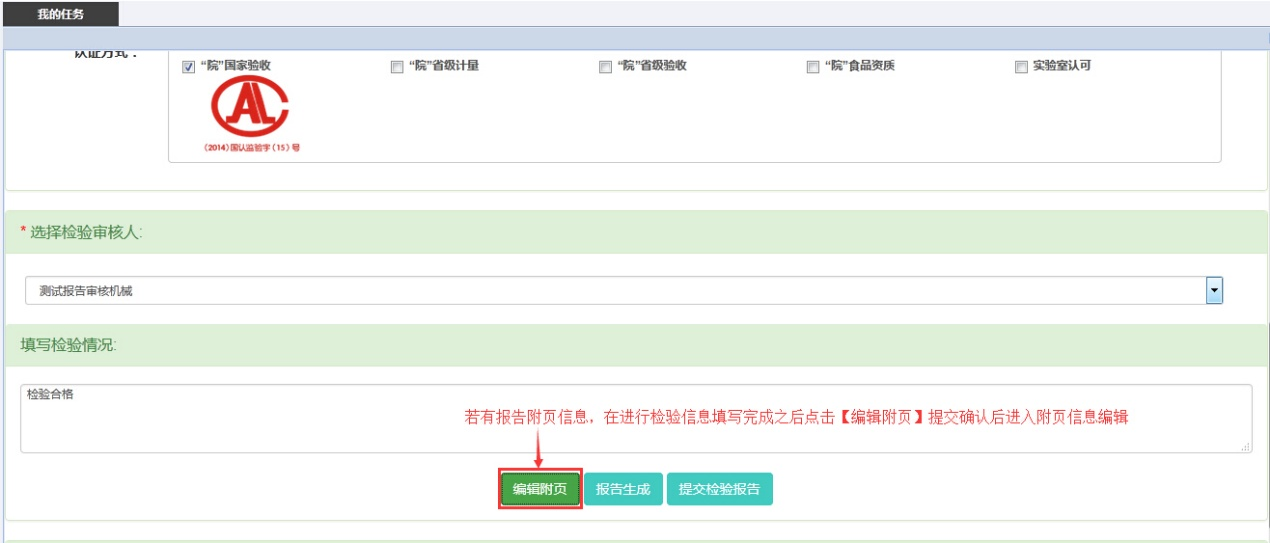 我的任务
认证方式：
“院”国家验收 “院”省级计量 “院”省级验收 “院”食品资质 实验室认可
CAL
(2014)国认监验字(15)号
* 选择检验审核人:
测试报告审核机械
填写检验情况:
检验合格
若有报告附页信息，在进行检验信息填写完成之后点击【编辑附页】提交确认后进入附页信息编辑
编辑附页 报告生成 提交检验报告